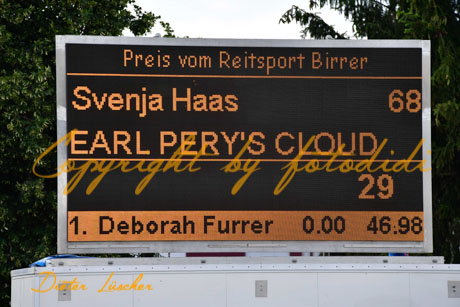 Preis vom Reitsport Birrer
Svenja Haas 68
EARL PERY'S CLOUD
29
1. Deborah Furrer 0.00 46.98
Copyright by fotodidi
Dieter Lüscher